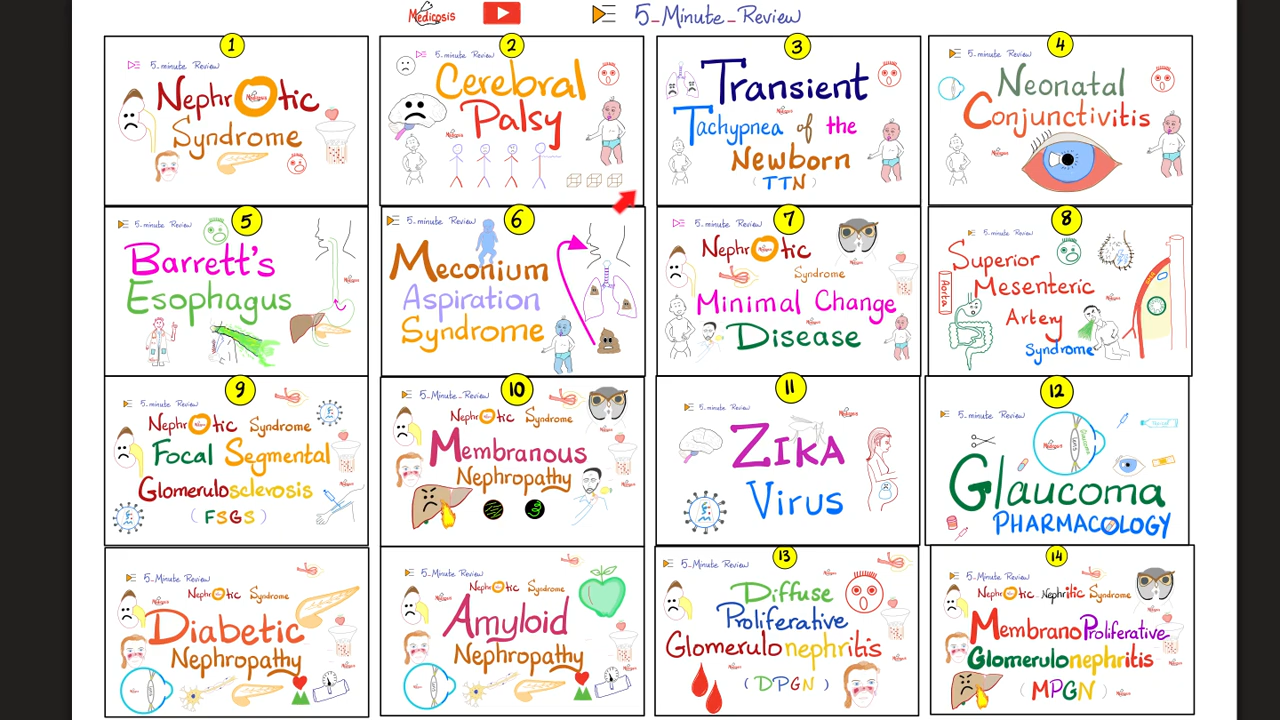 Medicosis
5_Minute_Review
1
5-minute Review
Nephrotic
Syndrome
2
5-minute Review
Cerebral
Palsy
3
Transient
Tachypnea of the
Newborn
(TTN)
4
5-minute Review
Neonatal
Conjunctivitis
5
5-minute Review
Barrett's
Esophagus
6
5-minute Review
Meconium
Aspiration
Syndrome
7
5-minute Review
Nephrotic
Syndrome
Minimal Change
Disease
8
5-minute Review
Superior
Mesenteric
Artery
Syndrome
Aorta
9
5-minute Review
Nephrotic Syndrome
Focal Segmental
Glomerulosclerosis
(FSGS)
10
5-Minute_Review
Nephrotic Syndrome
Membranous
Nephropathy
11
5-minute Review
ZIKA
Virus
12
5-minute Review
Lens
Glaucoma
PHARMACOLOGY
5-Minute Review
Nephrotic Syndrome
Diabetic
Nephropathy
5-Minute Review
Nephrotic Syndrome
Amyloid
Nephropathy
13
5-Minute Review
Diffuse
Proliferative
Glomerulonephritis
(DPGN)
14
5-Minute Review
Nephrotic Nephritic Syndrome
MembranoProliferative
Glomerulonephritis
(MPGN)